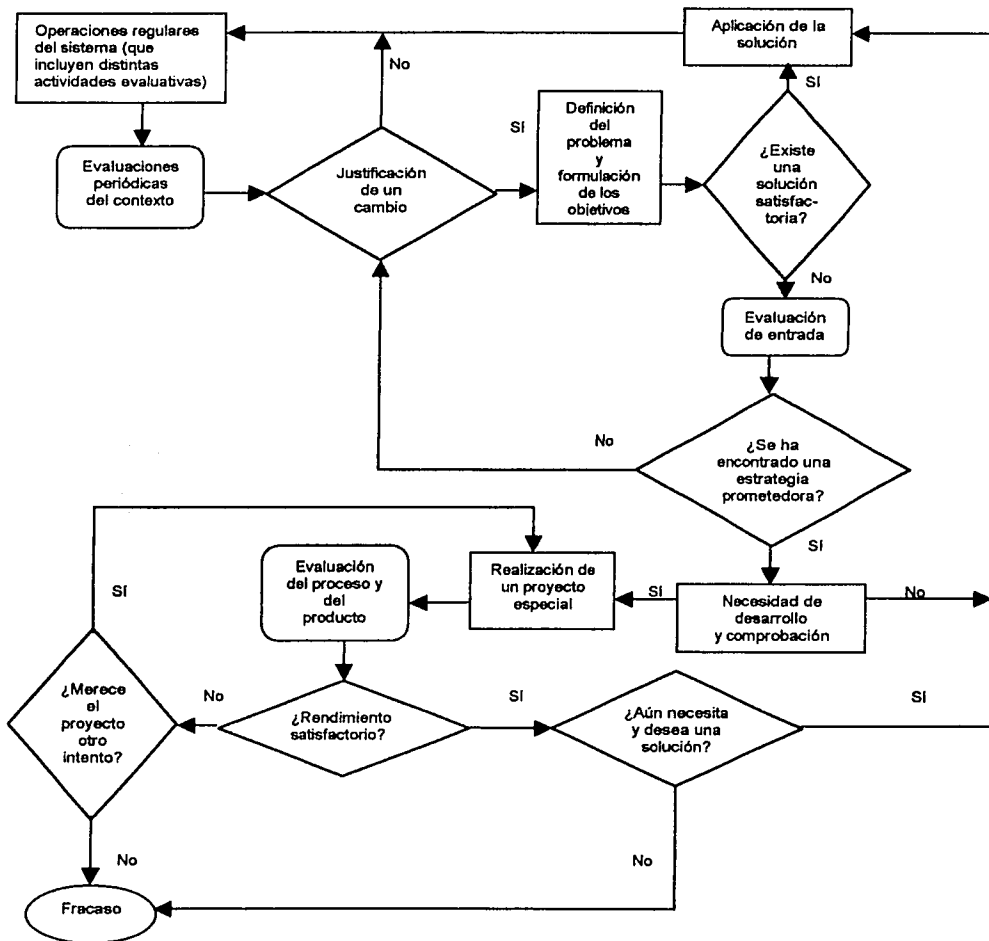 Operaciones regulares
del sistema (que
incluyen distintas
actividades evaluativas)
Aplicación de la
solución
No
SÍ
SÍ
Definición
del
problema
y
formulación
de los
objetivos
Evaluaciones
periódicas
del contexto
Justificación
de un
cambio
¿Existe
una
solución
satisfac-
toria?
No
Evaluación
de entrada
No
¿Se ha
encontrado una
estrategia
prometedora?
SÍ
Evaluación
del proceso y
del
producto
Realización de
un proyecto
especial
SÍ
SÍ
Necesidad de
desarrollo
y comprobación
No
¿Merece
el
proyecto
otro
intento?
No
¿Rendimiento
satisfactorio?
SÍ
¿Aún necesita
y desea una
solución?
SÍ
No
No
Fracaso